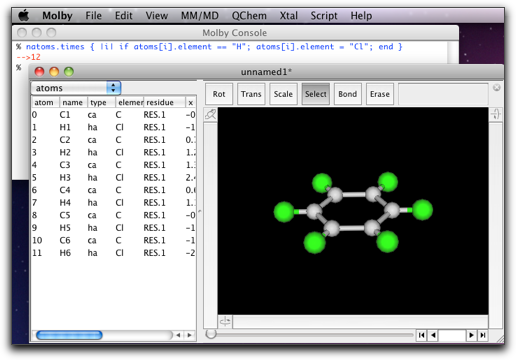 Molby File Edit View MM/MD QChem Xtal Script Help
Molby Console
% natoms.times { |i| if atoms[i].element == "H"; atoms[i].element = "Cl"; end }
-->12
%
unnamed1*
atoms
Rot Trans Scale Select Bond Erase
atom name type elemen residue x
0 C1 ca C RES.1 -0
1 H1 ha Cl RES.1 -1
2 C2 ca C RES.1 0.
3 H2 ha Cl RES.1 1.2
4 C3 ca C RES.1 1.3
5 H3 ha Cl RES.1 2.4
6 C4 ca C RES.1 0.6
7 H4 ha Cl RES.1 1.
8 C5 ca C RES.1 -0
9 H5 ha Cl RES.1 -1
10 C6 ca C RES.1 -1
11 H6 ha Cl RES.1 -2